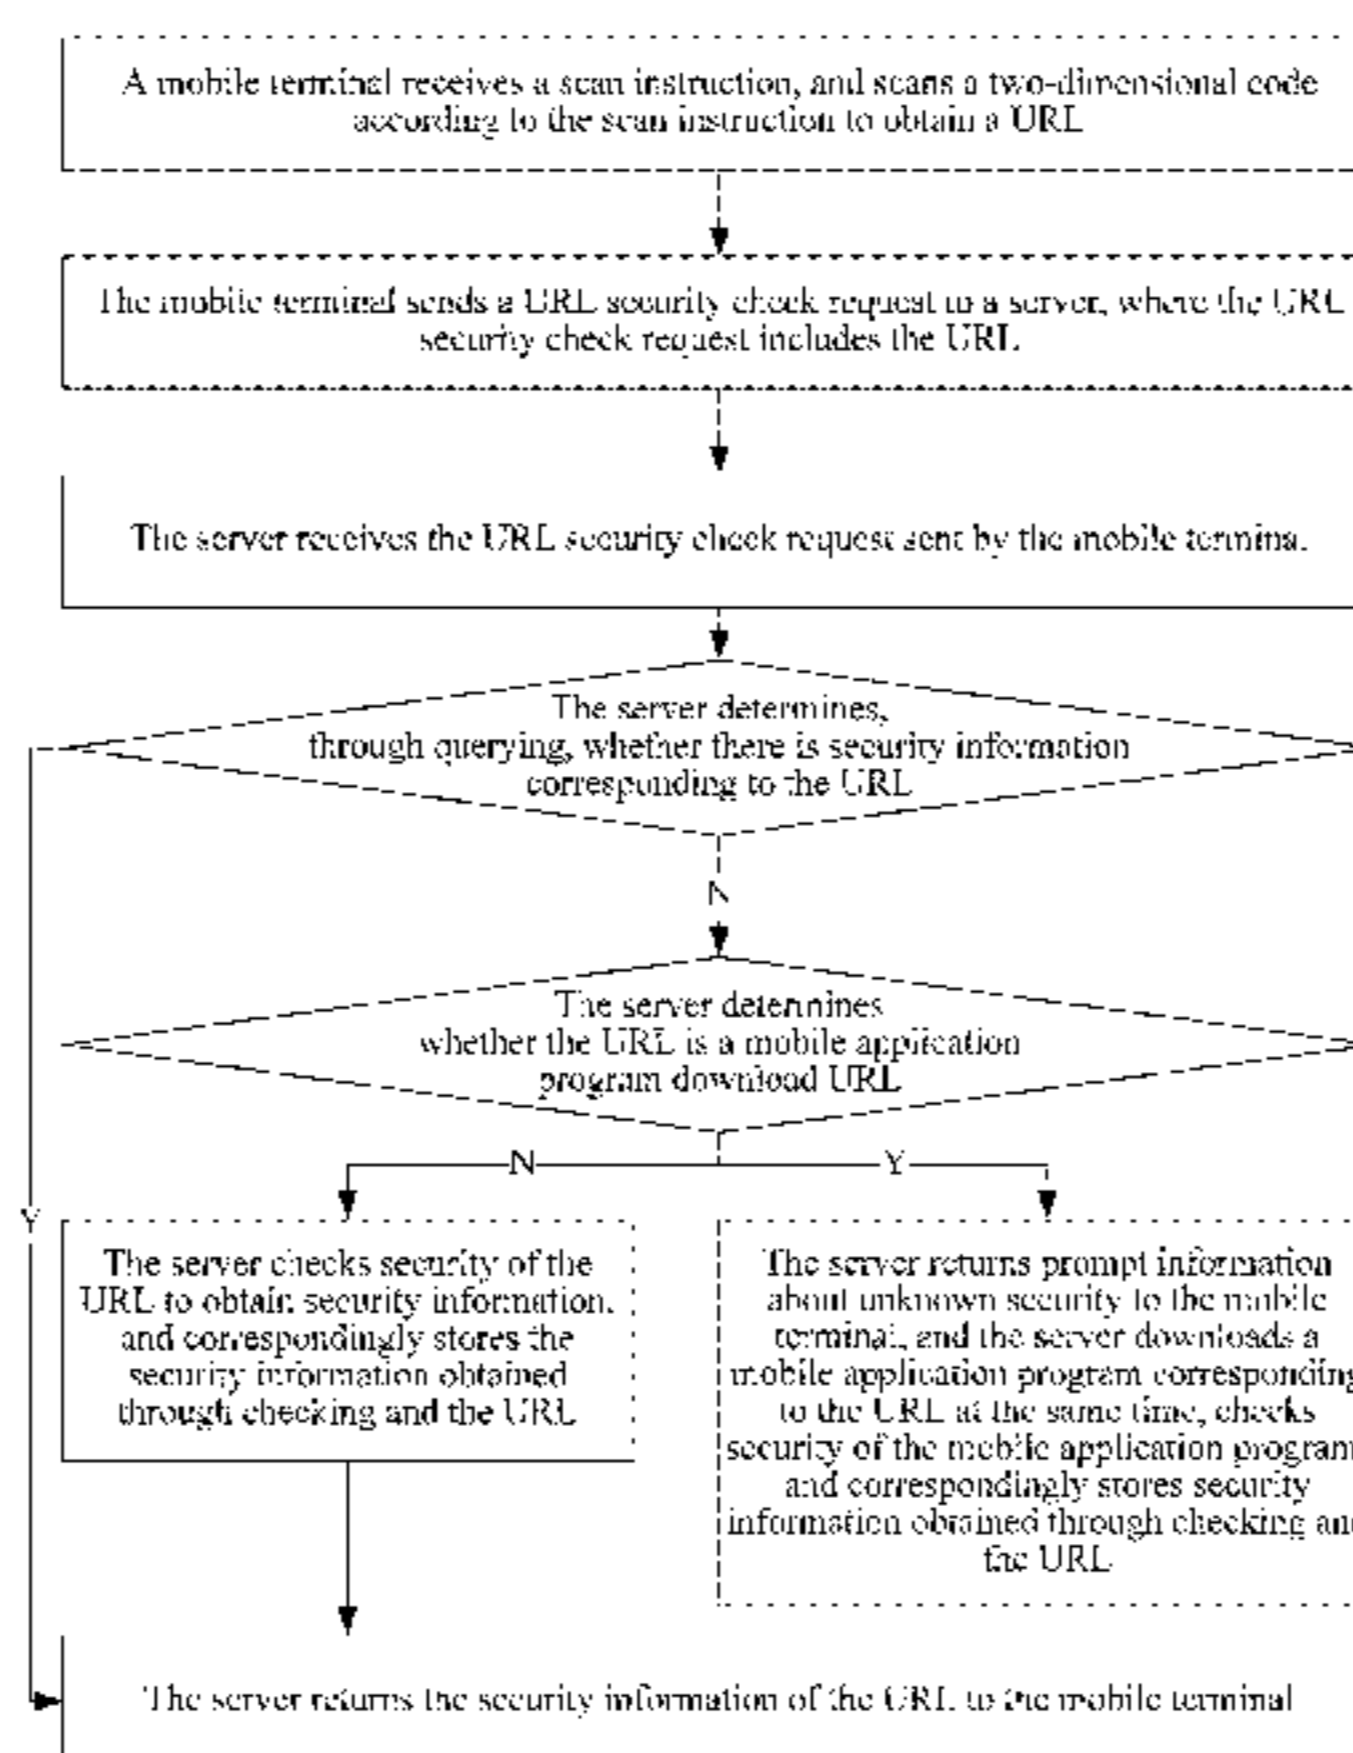 A mobile terminal receives a scan instruction, and scans a two-dimensional code
according to the scan instruction to obtain a URL
The mobile terminal sends a URL security check request to a server, where the URL
security check request includes the URL
The server receives the URL security check request sent by the mobile terminal
The server determines,
through querying, whether there is security information
corresponding to the URL
N
The server determines
whether the URL is a mobile application
program download URL
N
Y
Y
The server checks security of the
URL to obtain security information,
and correspondingly stores the
security information obtained
through checking and the URL
The server returns prompt information
about unknown security to the mobile
terminal, and the server downloads a
mobile application program corresponding
to the URL at the same time, checks
security of the mobile application program
and correspondingly stores security
information obtained through checking and
the URL
The server returns the security information of the URL to the mobile terminal